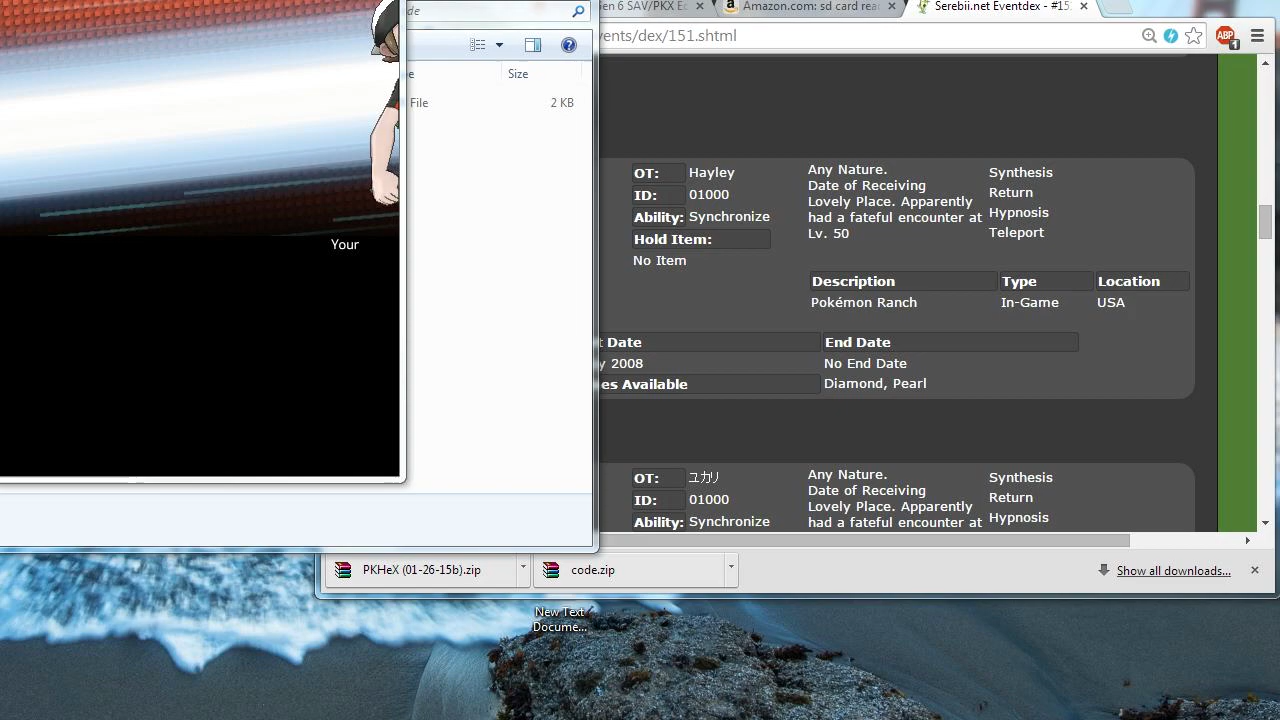 de
en 6 SAV/PKX E
Amazon.com: sd card rea
Serebii.net Eventdex - #15
ents/dex/151.shtml
ABP
1
e
Size
File
2 KB
Your
OT:
Hayley
ID:
01000
Ability:
Synchronize
Hold Item:
No Item
Any Nature.
Date of Receiving
Lovely Place. Apparently
had a fateful encounter at
Lv. 50
Synthesis
Return
Hypnosis
Teleport
Description
Type
Location
Pokémon Ranch
In-Game
USA
t Date
End Date
y 2008
No End Date
es Available
Diamond, Pearl
OT:
ユカリ
ID:
01000
Ability:
Synchronize
Any Nature.
Date of Receiving
Lovely Place. Apparently
had a fateful encounter at
Synthesis
Return
Hypnosis
PKHeX (01-26-15b).zip
code.zip
Show all downloads...
New Text
Docume...